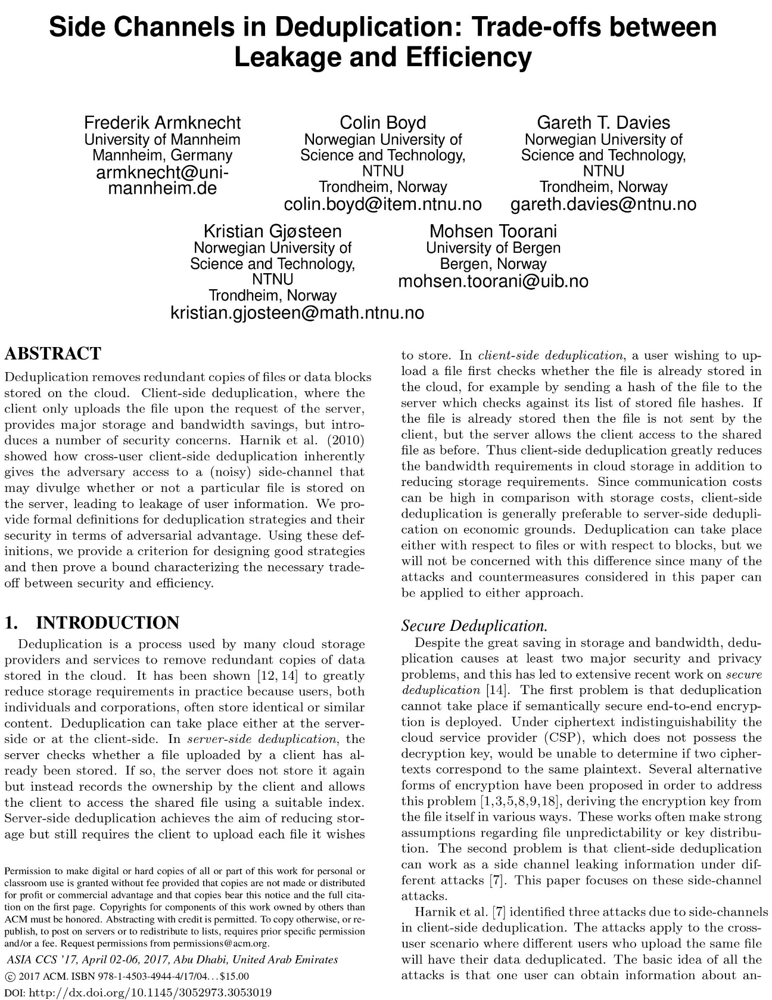 Side Channels in Deduplication: Trade-offs between
Leakage and Efficiency
Frederik Armknecht
University of Mannheim
Mannheim, Germany
armknecht@uni-
mannheim.de
Colin Boyd
Norwegian University of
Science and Technology,
NTNU
Trondheim, Norway
colin.boyd@item.ntnu.no
Gareth T. Davies
Norwegian University of
Science and Technology,
NTNU
Trondheim, Norway
gareth.davies@ntnu.no
Kristian Gjøsteen
Norwegian University of
Science and Technology,
NTNU
Trondheim, Norway
kristian.gjosteen@math.ntnu.no
Mohsen Toorani
University of Bergen
Bergen, Norway
mohsen.toorani@uib.no
ABSTRACT
Deduplication removes redundant copies of files or data blocks
stored on the cloud. Client-side deduplication, where the
client only uploads the file upon the request of the server,
provides major storage and bandwidth savings, but intro-
duces a number of security concerns. Harnik et al. (2010)
showed how cross-user client-side deduplication inherently
gives the adversary access to a (noisy) side-channel that
may divulge whether or not a particular file is stored on
the server, leading to leakage of user information. We pro-
vide formal definitions for deduplication strategies and their
security in terms of adversarial advantage. Using these def-
initions, we provide a criterion for designing good strategies
and then prove a bound characterizing the necessary trade-
off between security and efficiency.
1. INTRODUCTION
Deduplication is a process used by many cloud storage
providers and services to remove redundant copies of data
stored in the cloud. It has been shown [12, 14] to greatly
reduce storage requirements in practice because users, both
individuals and corporations, often store identical or similar
content. Deduplication can take place either at the server-
side or at the client-side. In server-side deduplication, the
server checks whether a file uploaded by a client has al-
ready been stored. If so, the server does not store it again
but instead records the ownership by the client and allows
the client to access the shared file using a suitable index.
Server-side deduplication achieves the aim of reducing stor-
age but still requires the client to upload each file it wishes
Permission to make digital or hard copies of all or part of this work for personal or
classroom use is granted without fee provided that copies are not made or distributed
for profit or commercial advantage and that copies bear this notice and the full cita-
tion on the first page. Copyrights for components of this work owned by others than
ACM must be honored. Abstracting with credit is permitted. To copy otherwise, or re-
publish, to post on servers or to redistribute to lists, requires prior specific permission
and/or a fee. Request permissions from permissions@acm.org.
ASIA CCS '17, April 02-06, 2017, Abu Dhabi, United Arab Emirates
© 2017 ACM. ISBN 978-1-4503-4944-4/17/04...$15.00
DOI: http://dx.doi.org/10.1145/3052973.3053019
to store. In client-side deduplication, a user wishing to up-
load a file first checks whether the file is already stored in
the cloud, for example by sending a hash of the file to the
server which checks against its list of stored file hashes. If
the file is already stored then the file is not sent by the
client, but the server allows the client access to the shared
file as before. Thus client-side deduplication greatly reduces
the bandwidth requirements in cloud storage in addition to
reducing storage requirements. Since communication costs
can be high in comparison with storage costs, client-side
deduplication is generally preferable to server-side dedupli-
cation on economic grounds. Deduplication can take place
either with respect to files or with respect to blocks, but we
will not be concerned with this difference since many of the
attacks and countermeasures considered in this paper can
be applied to either approach.
Secure Deduplication.
Despite the great saving in storage and bandwidth, dedu-
plication causes at least two major security and privacy
problems, and this has led to extensive recent work on secure
deduplication [14]. The first problem is that deduplication
cannot take place if semantically secure end-to-end encryp-
tion is deployed. Under ciphertext indistinguishability the
cloud service provider (CSP), which does not possess the
decryption key, would be unable to determine if two cipher-
texts correspond to the same plaintext. Several alternative
forms of encryption have been proposed in order to address
this problem [1,3,5,8,9,18], deriving the encryption key from
the file itself in various ways. These works often make strong
assumptions regarding file unpredictability or key distribu-
tion. The second problem is that client-side deduplication
can work as a side channel leaking information under dif-
ferent attacks [7]. This paper focuses on these side-channel
attacks.
Harnik et al. [7] identified three attacks due to side-channels
in client-side deduplication. The attacks apply to the cross-
user scenario where different users who upload the same file
will have their data deduplicated. The basic idea of all the
attacks is that one user can obtain information about an-